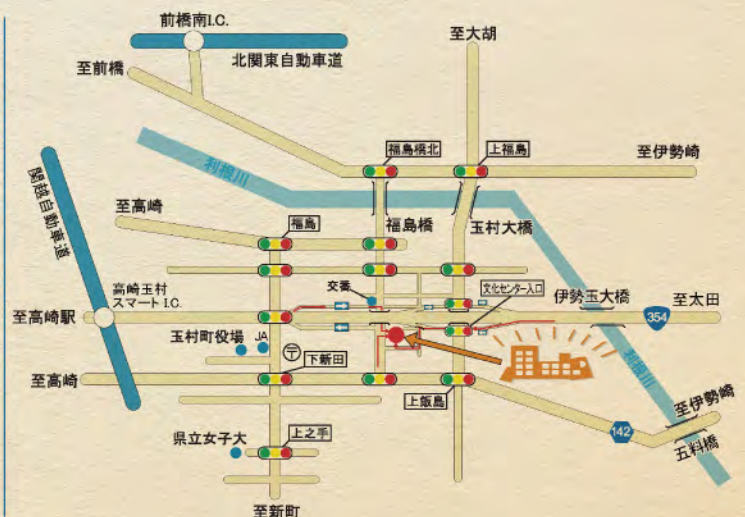 前橋南I.C.
北関東自動車道
至大胡
至前橋
福島橋北
上福島
至伊勢崎
利根川
関越自動車道
至高崎
福島
福島橋
玉村大橋
高崎玉村
スマートI.C.
交番
文化センター入口
伊勢玉大橋
354
至太田
至高崎駅
玉村町役場
JA
〒
下新田
利根川
至高崎
上飯島
至伊勢崎
142
五料橋
県立女子大
上之手
至新町